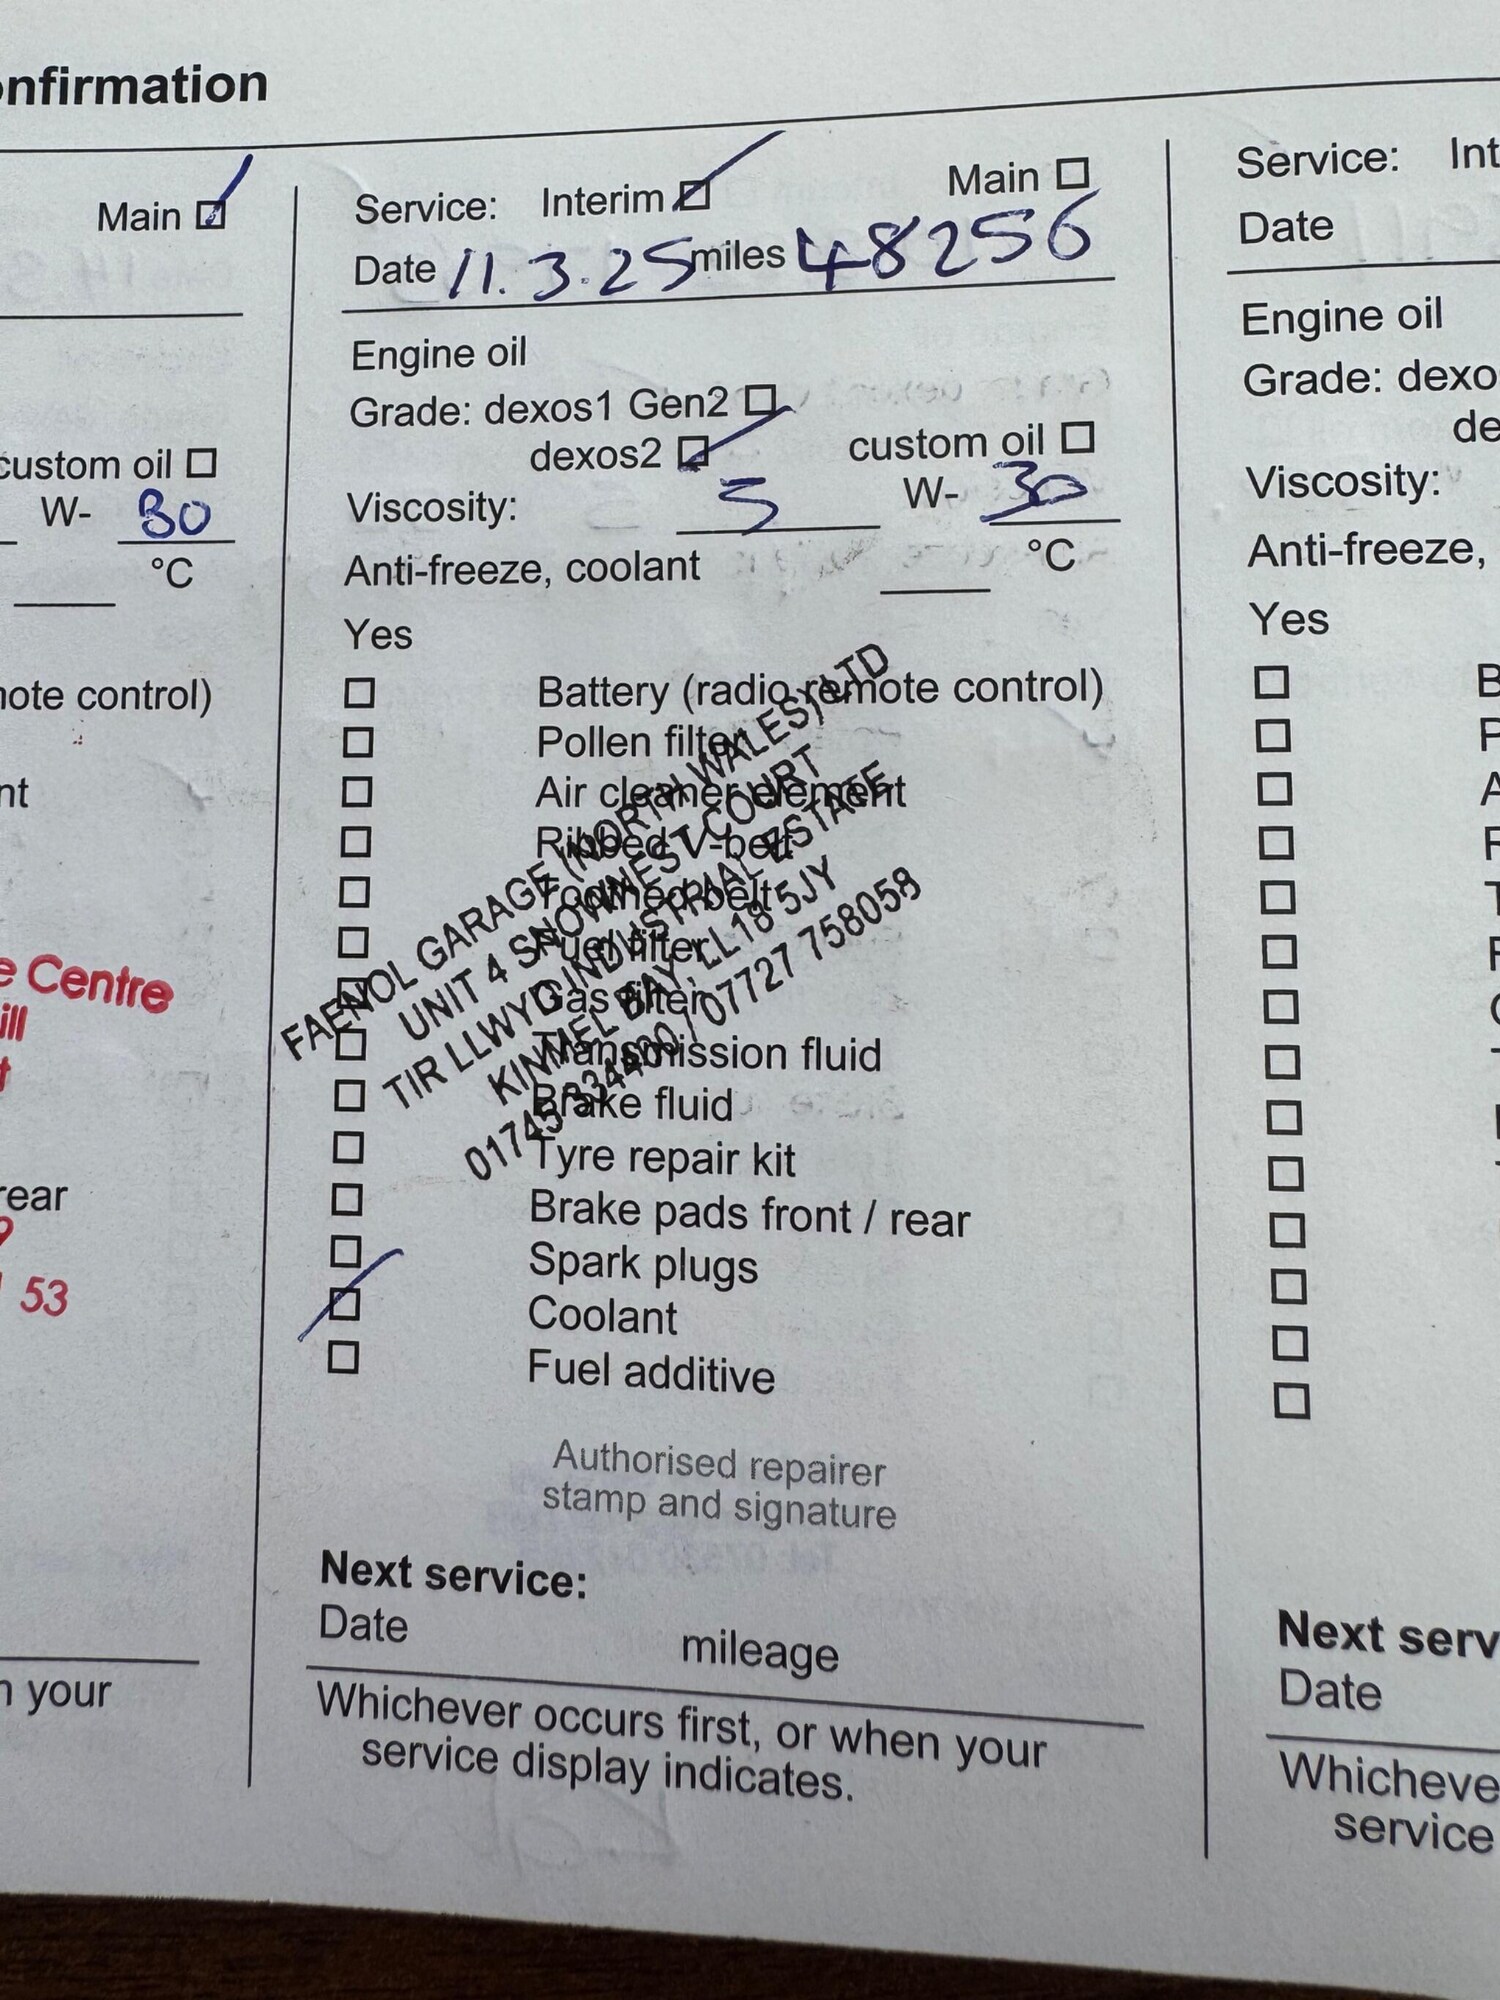 onfirmation
Main
custom oil
W- 30
°C
note control)
nt
e Centre
ill
t
rear
9
53
n your
Service: Interim Main
Date 11.3.25 miles 48256
Engine oil
Grade: dexos1 Gen2
dexos2 custom oil
Viscosity: 5 W- 30
Anti-freeze, coolant °C
Yes
Battery (radio remote control)
Pollen filter
Air cleaner element
Ribbed V-belt
Toothed belt
Fuel filter
Gas filter
Transmission fluid
Brake fluid
Tyre repair kit
Brake pads front / rear
Spark plugs
Coolant
Fuel additive
FAENOL GARAGE (NORTH WALES) LTD
UNIT 4 SNOWNEST COURT
TIR LLWYD INDUSTRIAL ESTATE
KINMEL BAY, LL18 5JY
01745 334400 / 07727 758058
Authorised repairer
stamp and signature
Next service:
Date mileage
Whichever occurs first, or when your
service display indicates.
Service: Int
Date
Engine oil
Grade: dexo
de
Viscosity:
Anti-freeze,
Yes
B
P
A
R
T
F
Next serv
Date
Whicheve
service